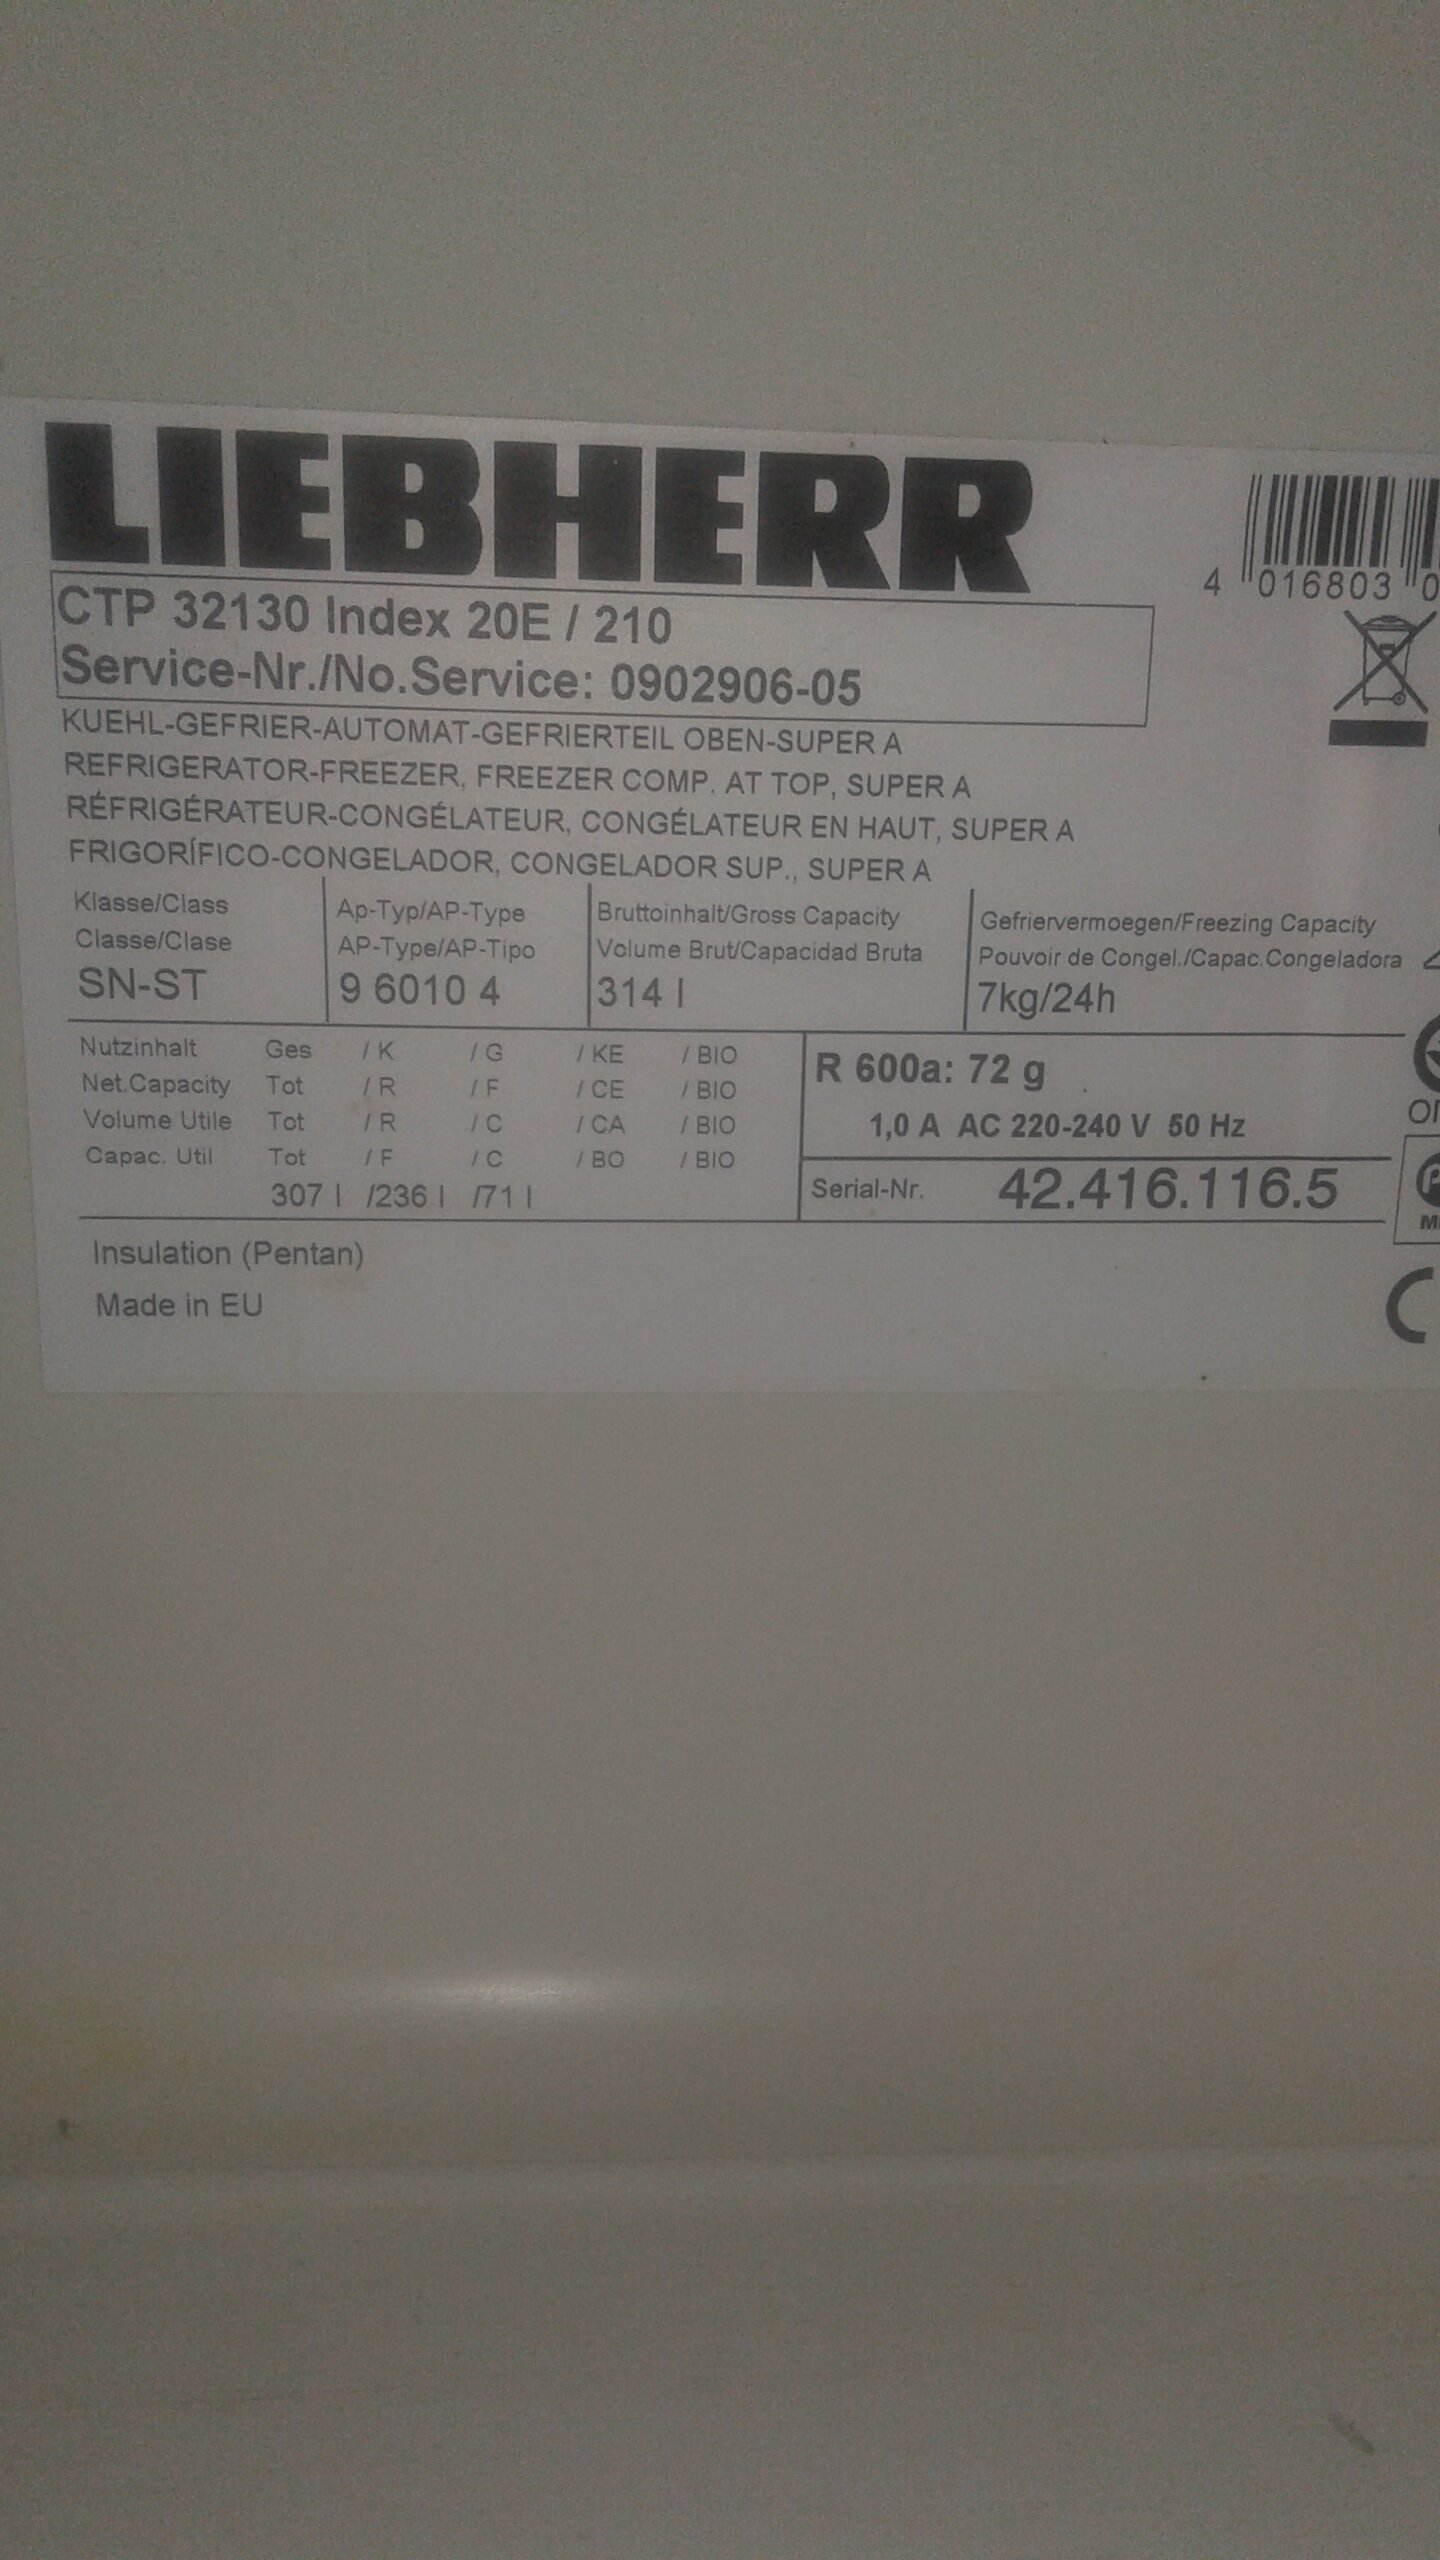 LIEBHERR
4 016803 0
CTP 32130 Index 20E / 210
Service-Nr./No.Service: 0902906-05
KUEHL-GEFRIER-AUTOMAT-GEFRIERTEIL OBEN-SUPER A
REFRIGERATOR-FREEZER, FREEZER COMP. AT TOP, SUPER A
RÉFRIGÉRATEUR-CONGÉLATEUR, CONGÉLATEUR EN HAUT, SUPER A
FRIGORÍFICO-CONGELADOR, CONGELADOR SUP., SUPER A
Klasse/Class Ap-Typ/AP-Type Bruttoinhalt/Gross Capacity Gefriervermoegen/Freezing Capacity
Classe/Clase AP-Type/AP-Tipo Volume Brut/Capacidad Bruta Pouvoir de Congel./Capac.Congeladora
SN-ST 9 6010 4 314 l 7kg/24h
Nutzinhalt Ges / K / G / KE / BIO
Net.Capacity Tot / R / F / CE / BIO
Volume Utile Tot / R / C / CA / BIO
Capac. Util Tot / F / C / BO / BIO
307 l /236 l /71 l
R 600a: 72 g
1,0 A AC 220-240 V 50 Hz
Serial-Nr. 42.416.116.5
Insulation (Pentan)
Made in EU